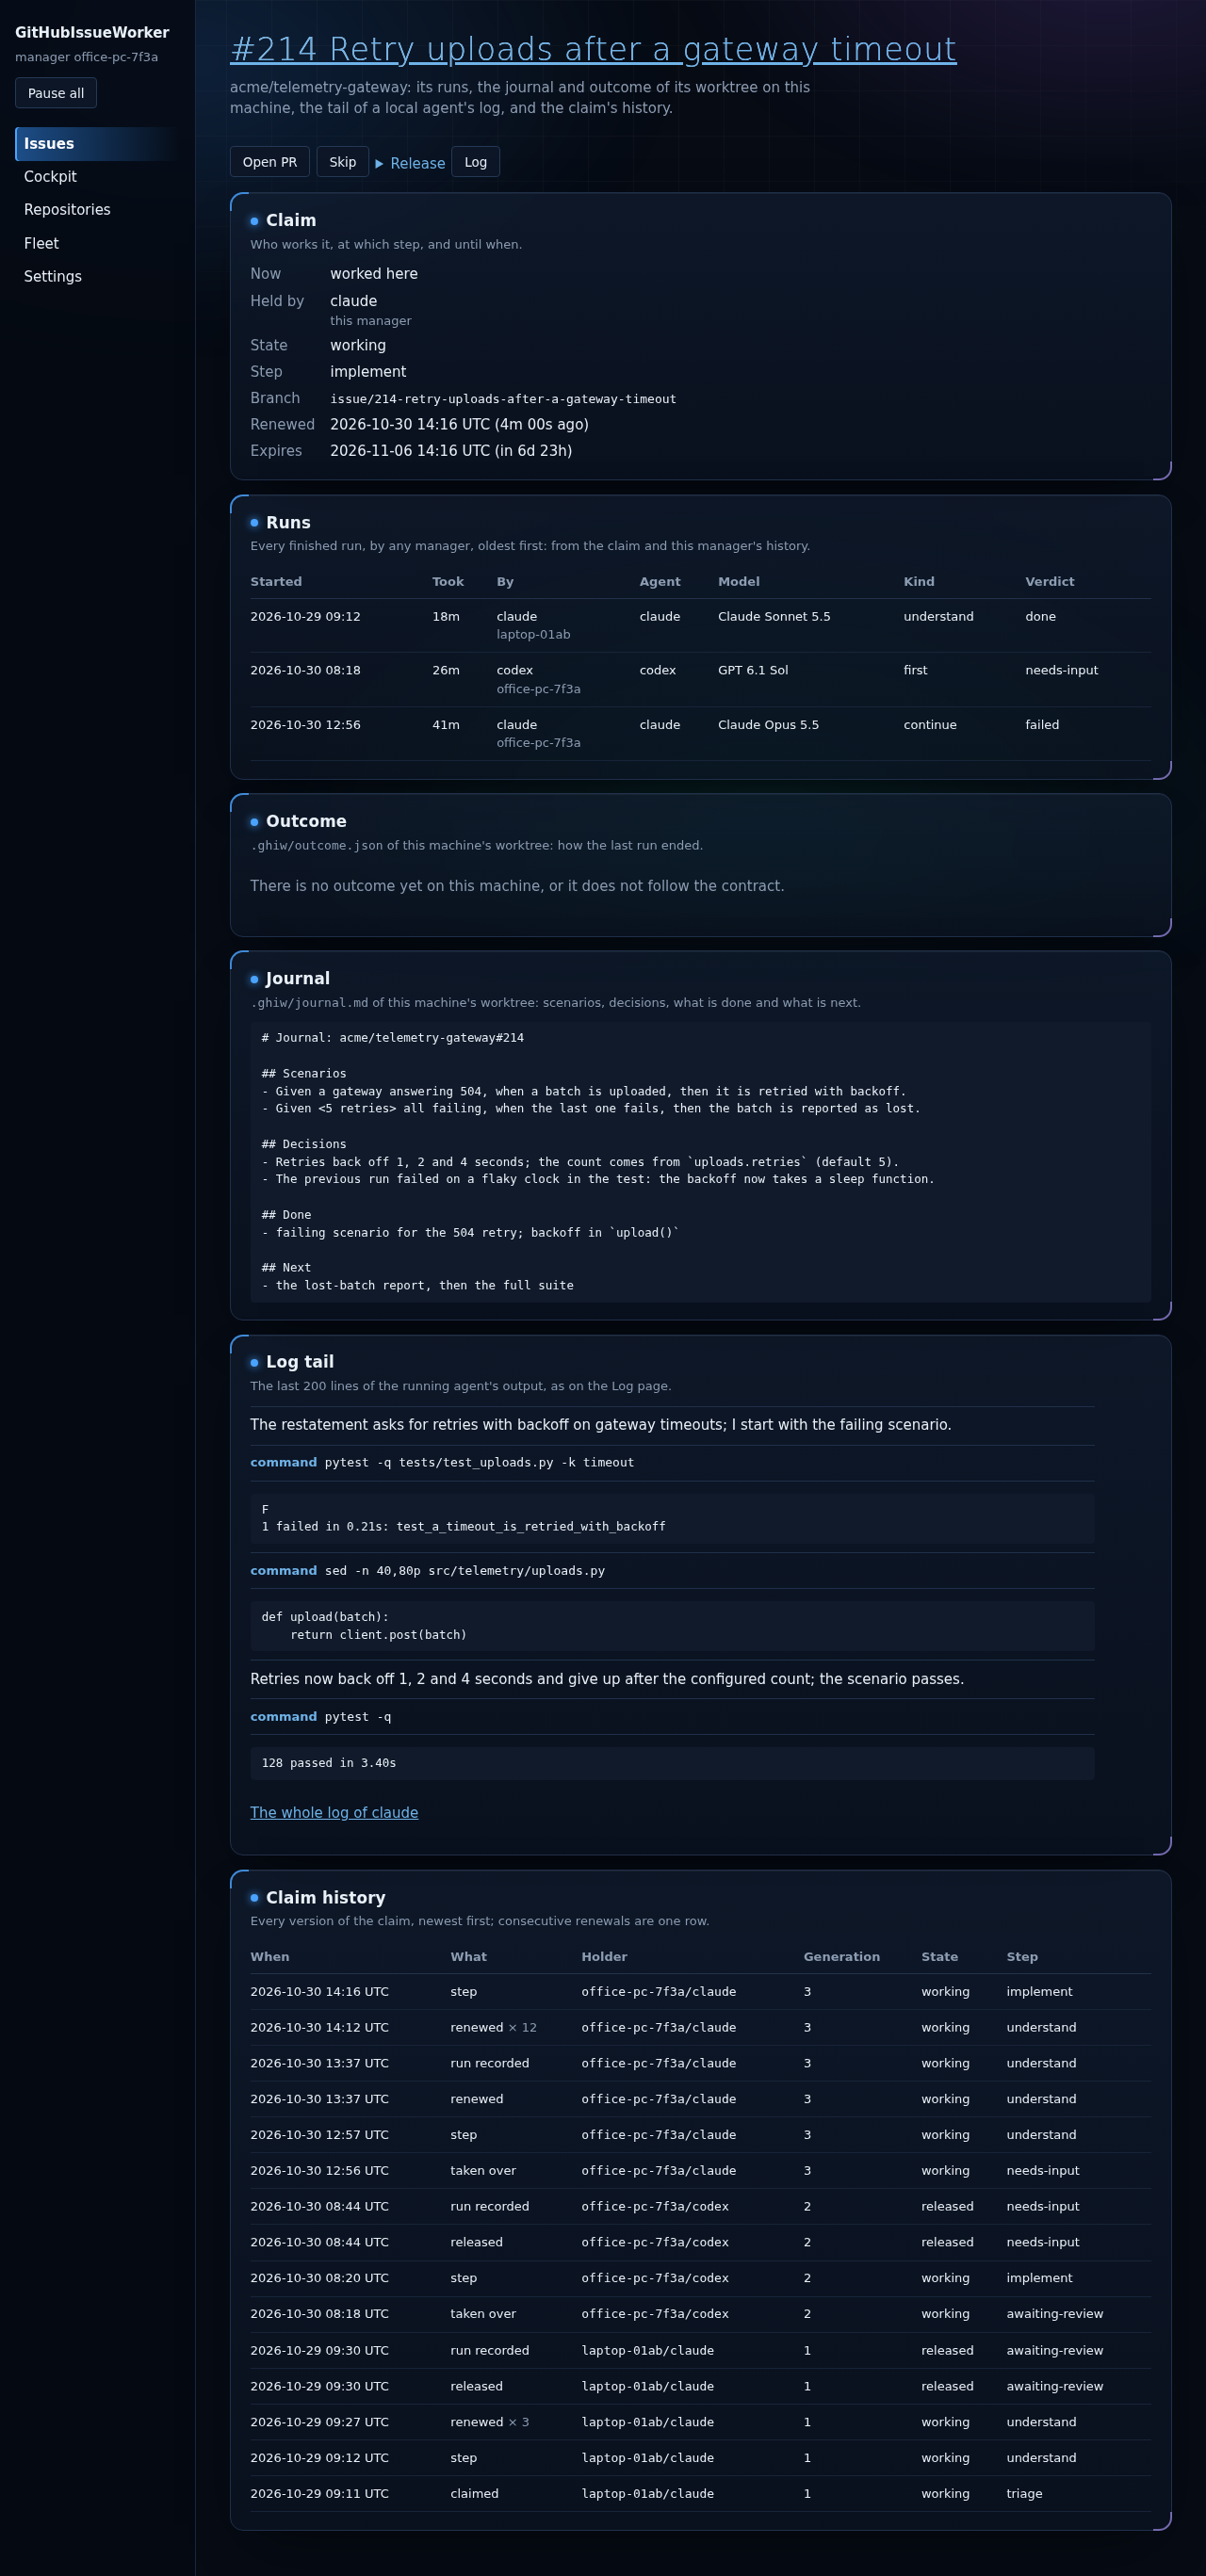 GitHubIssueWorker
manager office-pc-7f3a
Pause all
Issues
Cockpit
Repositories
Fleet
Settings
#214 Retry uploads after a gateway timeout
acme/telemetry-gateway: its runs, the journal and outcome of its worktree on this
machine, the tail of a local agent's log, and the claim's history.
Open PR Skip ▶ Release Log
Claim
Who works it, at which step, and until when.
Now worked here
Held by claude
this manager
State working
Step implement
Branch issue/214-retry-uploads-after-a-gateway-timeout
Renewed 2026-10-30 14:16 UTC (4m 00s ago)
Expires 2026-11-06 14:16 UTC (in 6d 23h)
Runs
Every finished run, by any manager, oldest first: from the claim and this manager's history.
Started Took By Agent Model Kind Verdict
2026-10-29 09:12 18m claude claude Claude Sonnet 5.5 understand done
laptop-01ab
2026-10-30 08:18 26m codex codex GPT 6.1 Sol first needs-input
office-pc-7f3a
2026-10-30 12:56 41m claude claude Claude Opus 5.5 continue failed
office-pc-7f3a
Outcome
.ghiw/outcome.json of this machine's worktree: how the last run ended.
There is no outcome yet on this machine, or it does not follow the contract.
Journal
.ghiw/journal.md of this machine's worktree: scenarios, decisions, what is done and what is next.
# Journal: acme/telemetry-gateway#214
## Scenarios
- Given a gateway answering 504, when a batch is uploaded, then it is retried with backoff.
- Given <5 retries> all failing, when the last one fails, then the batch is reported as lost.
## Decisions
- Retries back off 1, 2 and 4 seconds; the count comes from `uploads.retries` (default 5).
- The previous run failed on a flaky clock in the test: the backoff now takes a sleep function.
## Done
- failing scenario for the 504 retry; backoff in `upload()`
## Next
- the lost-batch report, then the full suite
Log tail
The last 200 lines of the running agent's output, as on the Log page.
The restatement asks for retries with backoff on gateway timeouts; I start with the failing scenario.
command pytest -q tests/test_uploads.py -k timeout
F
1 failed in 0.21s: test_a_timeout_is_retried_with_backoff
command sed -n 40,80p src/telemetry/uploads.py
def upload(batch):
    return client.post(batch)
Retries now back off 1, 2 and 4 seconds and give up after the configured count; the scenario passes.
command pytest -q
128 passed in 3.40s
The whole log of claude
Claim history
Every version of the claim, newest first; consecutive renewals are one row.
When What Holder Generation State Step
2026-10-30 14:16 UTC step office-pc-7f3a/claude 3 working implement
2026-10-30 14:12 UTC renewed × 12 office-pc-7f3a/claude 3 working understand
2026-10-30 13:37 UTC run recorded office-pc-7f3a/claude 3 working understand
2026-10-30 13:37 UTC renewed office-pc-7f3a/claude 3 working understand
2026-10-30 12:57 UTC step office-pc-7f3a/claude 3 working understand
2026-10-30 12:56 UTC taken over office-pc-7f3a/claude 3 working needs-input
2026-10-30 08:44 UTC run recorded office-pc-7f3a/codex 2 released needs-input
2026-10-30 08:44 UTC released office-pc-7f3a/codex 2 released needs-input
2026-10-30 08:20 UTC step office-pc-7f3a/codex 2 working implement
2026-10-30 08:18 UTC taken over office-pc-7f3a/codex 2 working awaiting-review
2026-10-29 09:30 UTC run recorded laptop-01ab/claude 1 released awaiting-review
2026-10-29 09:30 UTC released laptop-01ab/claude 1 released awaiting-review
2026-10-29 09:27 UTC renewed × 3 laptop-01ab/claude 1 working understand
2026-10-29 09:12 UTC step laptop-01ab/claude 1 working understand
2026-10-29 09:11 UTC claimed laptop-01ab/claude 1 working triage